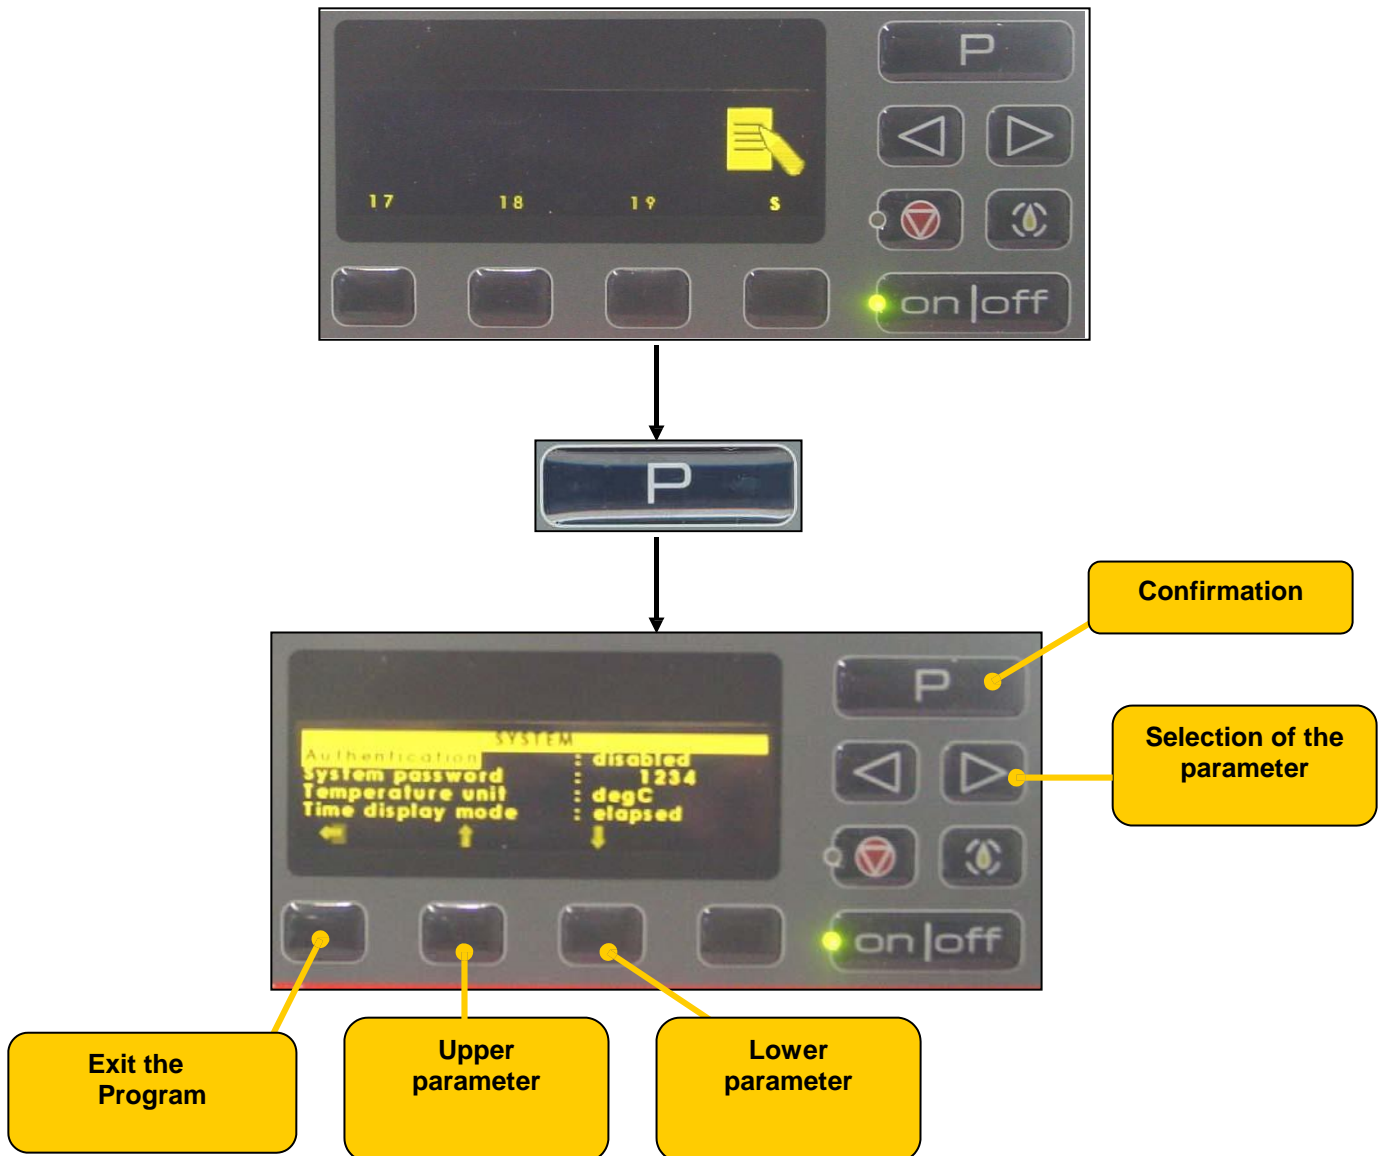 P
17 18 19 S
on|off
P
Confirmation
P
SYSTEM
Authentication : disabled
System password 1234
Temperature unit : degC
Time display mode : elapsed
Selection of the
parameter
on|off
Exit the
Program
Upper
parameter
Lower
parameter